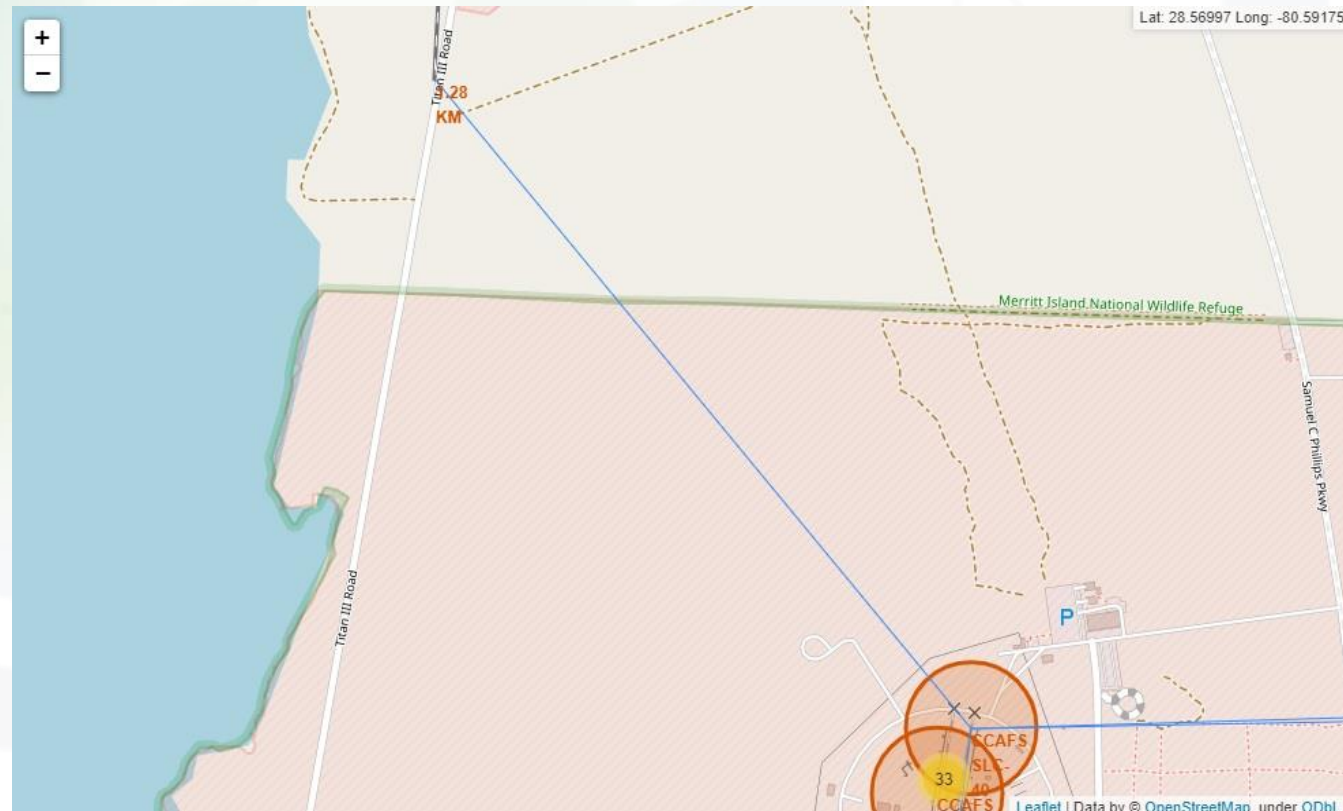 +
−
Lat: 28.56997 Long: -80.59175
Titan III Road
1.28
KM
Merritt Island National Wildlife Refuge
Samuel C Phillips Pkwy
Titan III Road
P
CCAFS
SLC-
40
33
CCAFS
Leaflet | Data by © OpenStreetMap, under ODbl